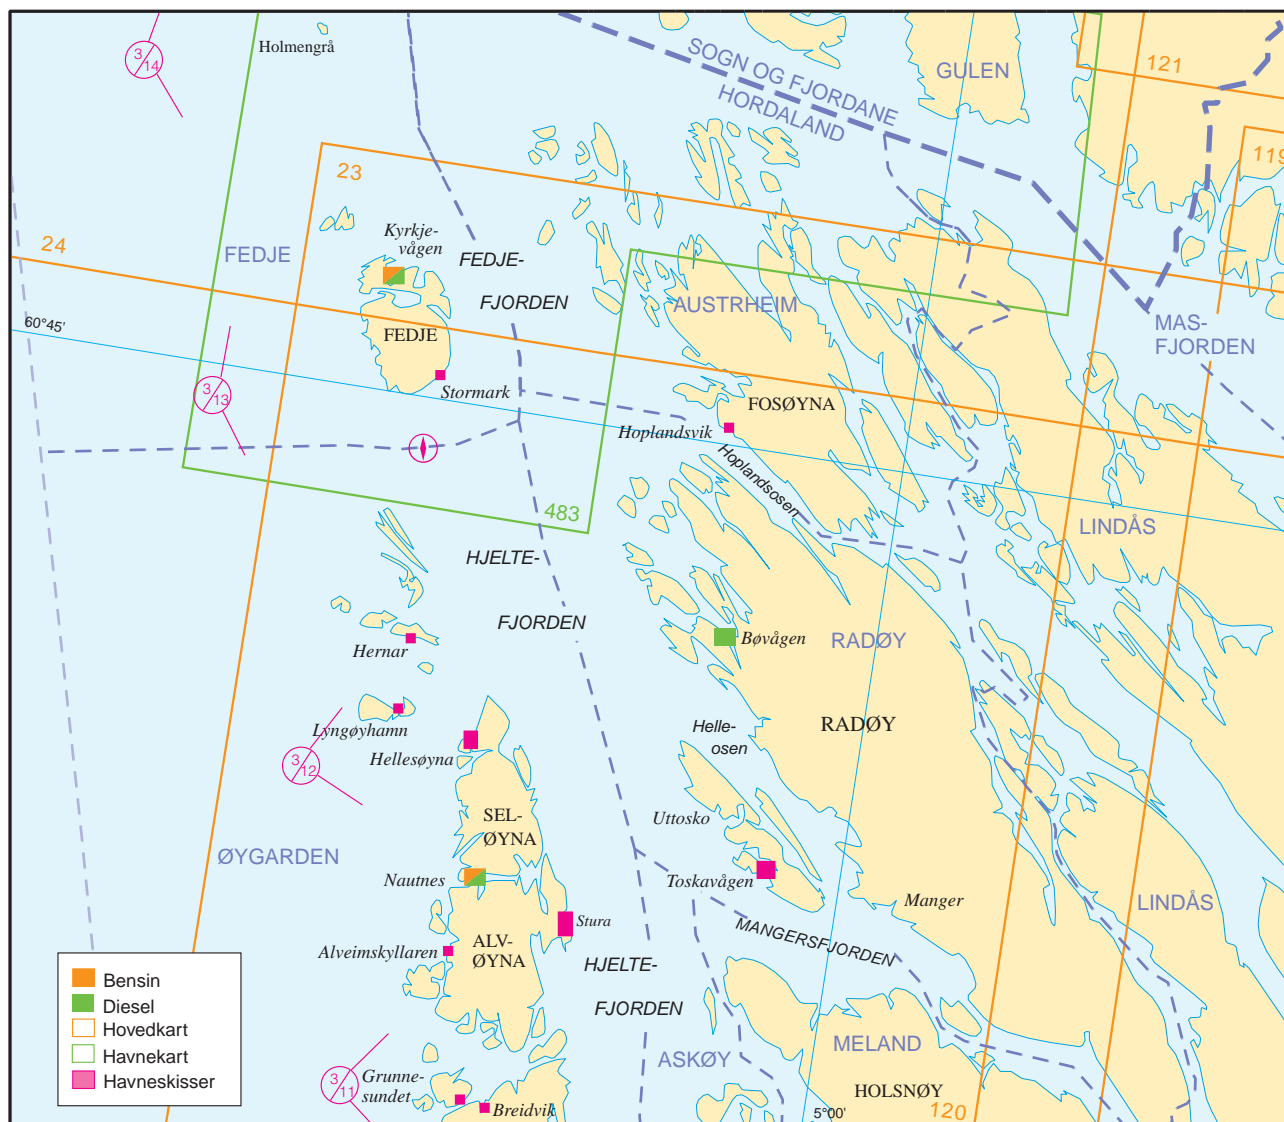 Holmengrå
3
14
SOGN OG FJORDANE
HORDALAND
GULEN
121
119
23
24
FEDJE
Kyrkje-
vågen
FEDJE-
FJORDEN
AUSTRHEIM
60°45'
FEDJE
MAS-
FJORDEN
3
13
Stormark
FOSØYNA
Hoplandsvik
Hoplandsosen
483
LINDÅS
HJELTE-
FJORDEN
Hernar
Bøvågen
RADØY
Lyngøyhamn
Helle-
osen
RADØY
Hellesøyna
3
12
SEL-
ØYNA
Uttosko
ØYGARDEN
Nautnes
Toskavågen
Manger
LINDÅS
Stura
MANGERSFJORDEN
Alveimskyllaren
ALV-
ØYNA
HJELTE-
FJORDEN
Bensin
Diesel
Hovedkart
Havnekart
Havneskisser
ASKØY
MELAND
3
11
Grunne-
sundet
Breidvik
HOLSNØY
5°00'
120